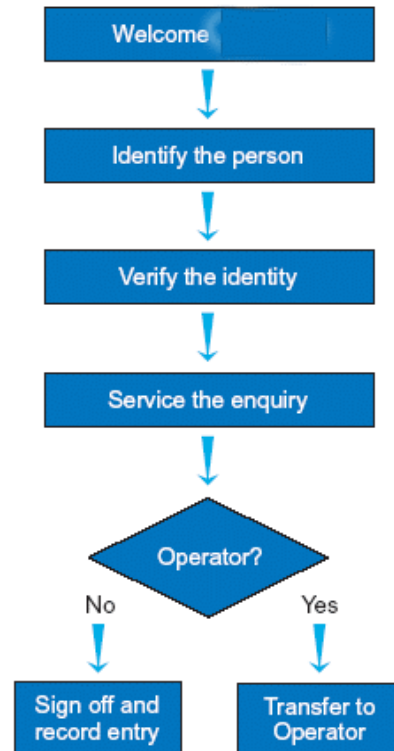 Welcome
Identify the person
Verify the identity
Service the enquiry
Operator?
No
Yes
Sign off and
record entry
Transfer to
Operator